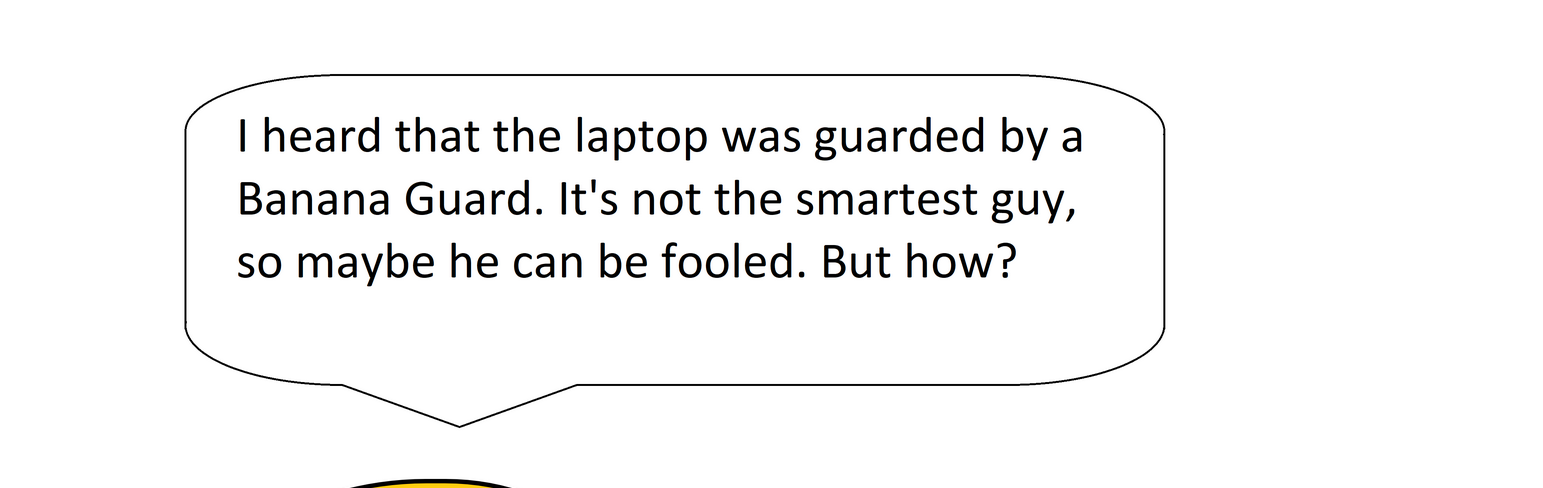 I heard that the laptop was guarded by a
Banana Guard. It's not the smartest guy,
so maybe he can be fooled. But how?